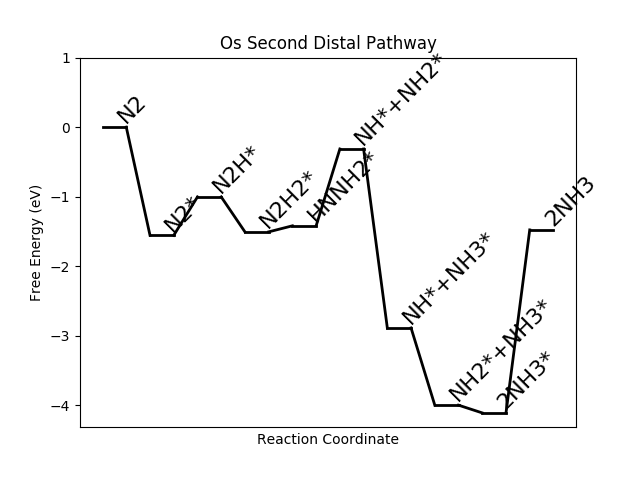 Os Second Distal Pathway
Free Energy (eV)
1
0
−1
−2
−3
−4
N2
N2*
N2H*
N2H2*
HNNH2*
NH*+NH2*
NH*+NH3*
NH2*+NH3*
2NH3*
2NH3
Reaction Coordinate